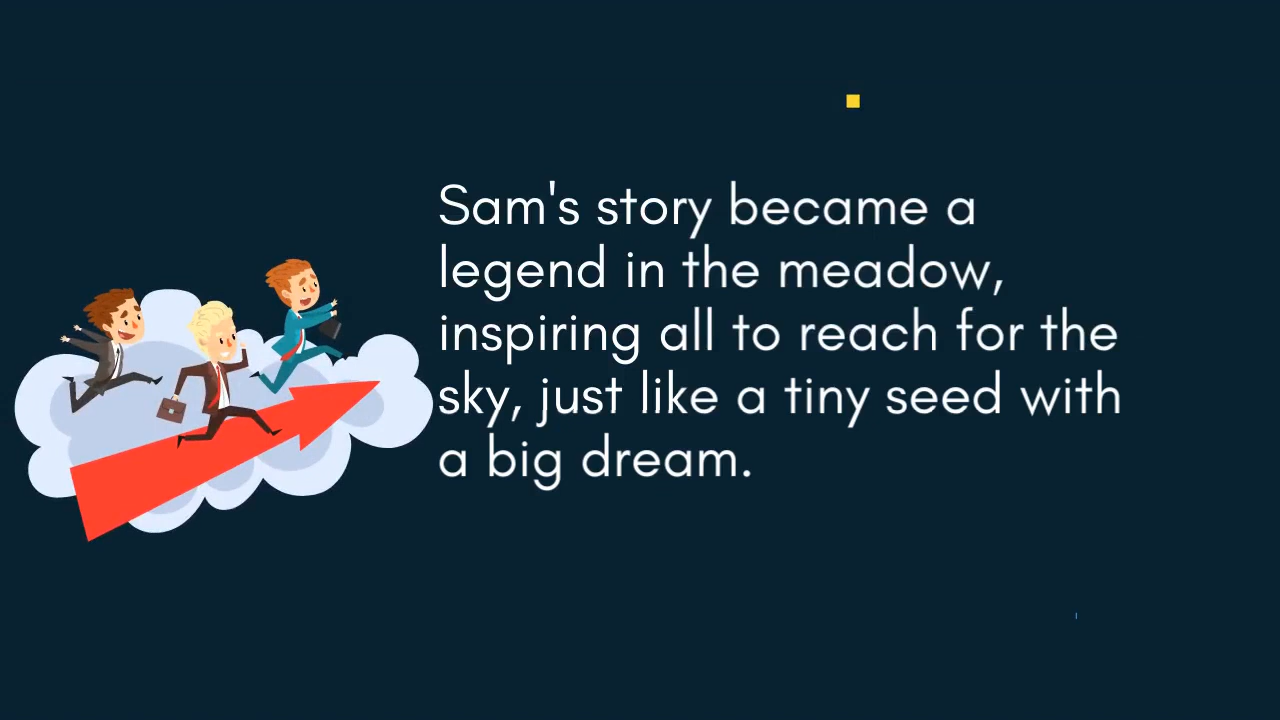 Sam's story became a
legend in the meadow,
inspiring all to reach for the
sky, just like a tiny seed with
a big dream.